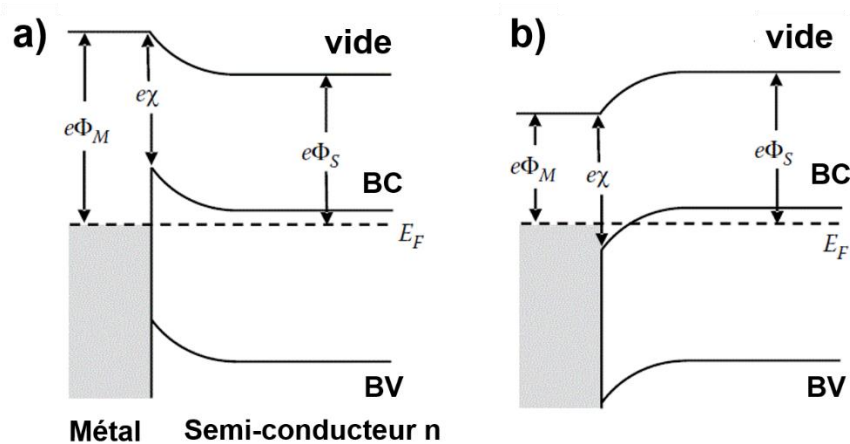 a)
vide
eχ
eΦM
eΦS
BC
EF
BV
Métal
Semi-conducteur n
b)
vide
eΦM
eχ
eΦS
BC
EF
BV